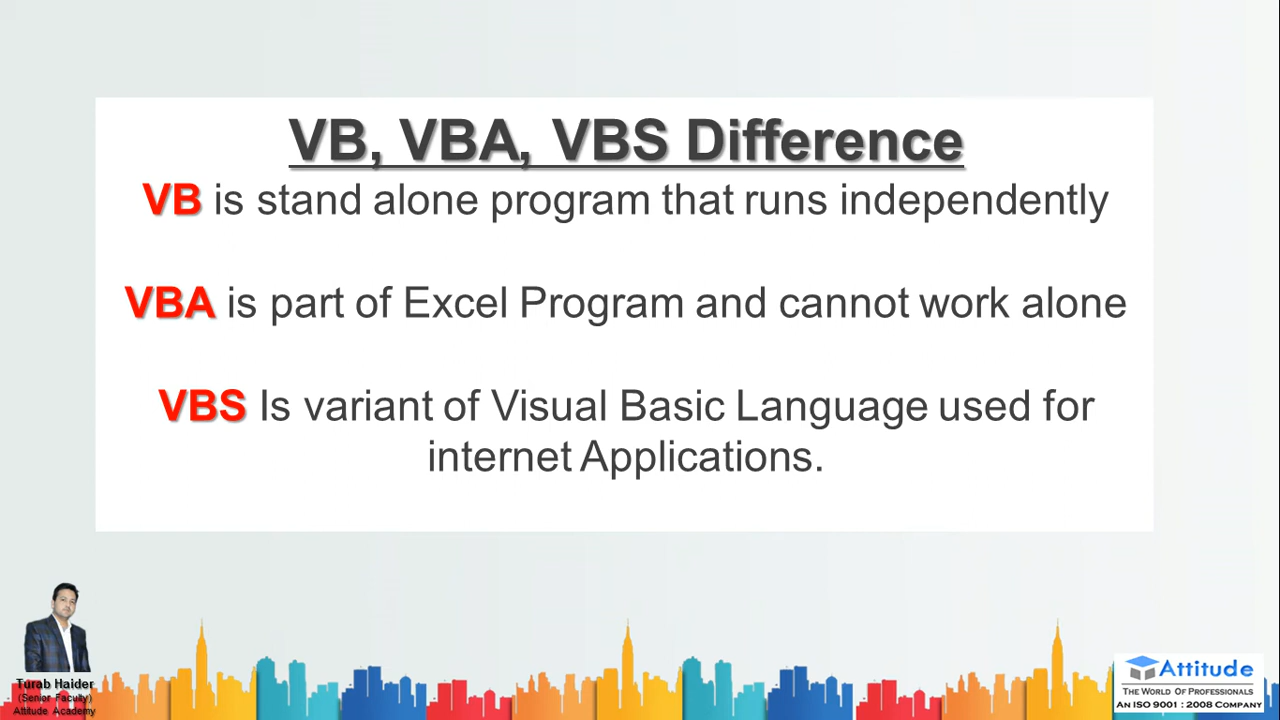 VB, VBA, VBS Difference
VB is stand alone program that runs independently
VBA is part of Excel Program and cannot work alone
VBS Is variant of Visual Basic Language used for
internet Applications.
Turab Haider
(Senior Faculty)
Attitude Academy
Attitude
THE WORLD OF PROFESSIONALS
AN ISO 9001 : 2008 COMPANY